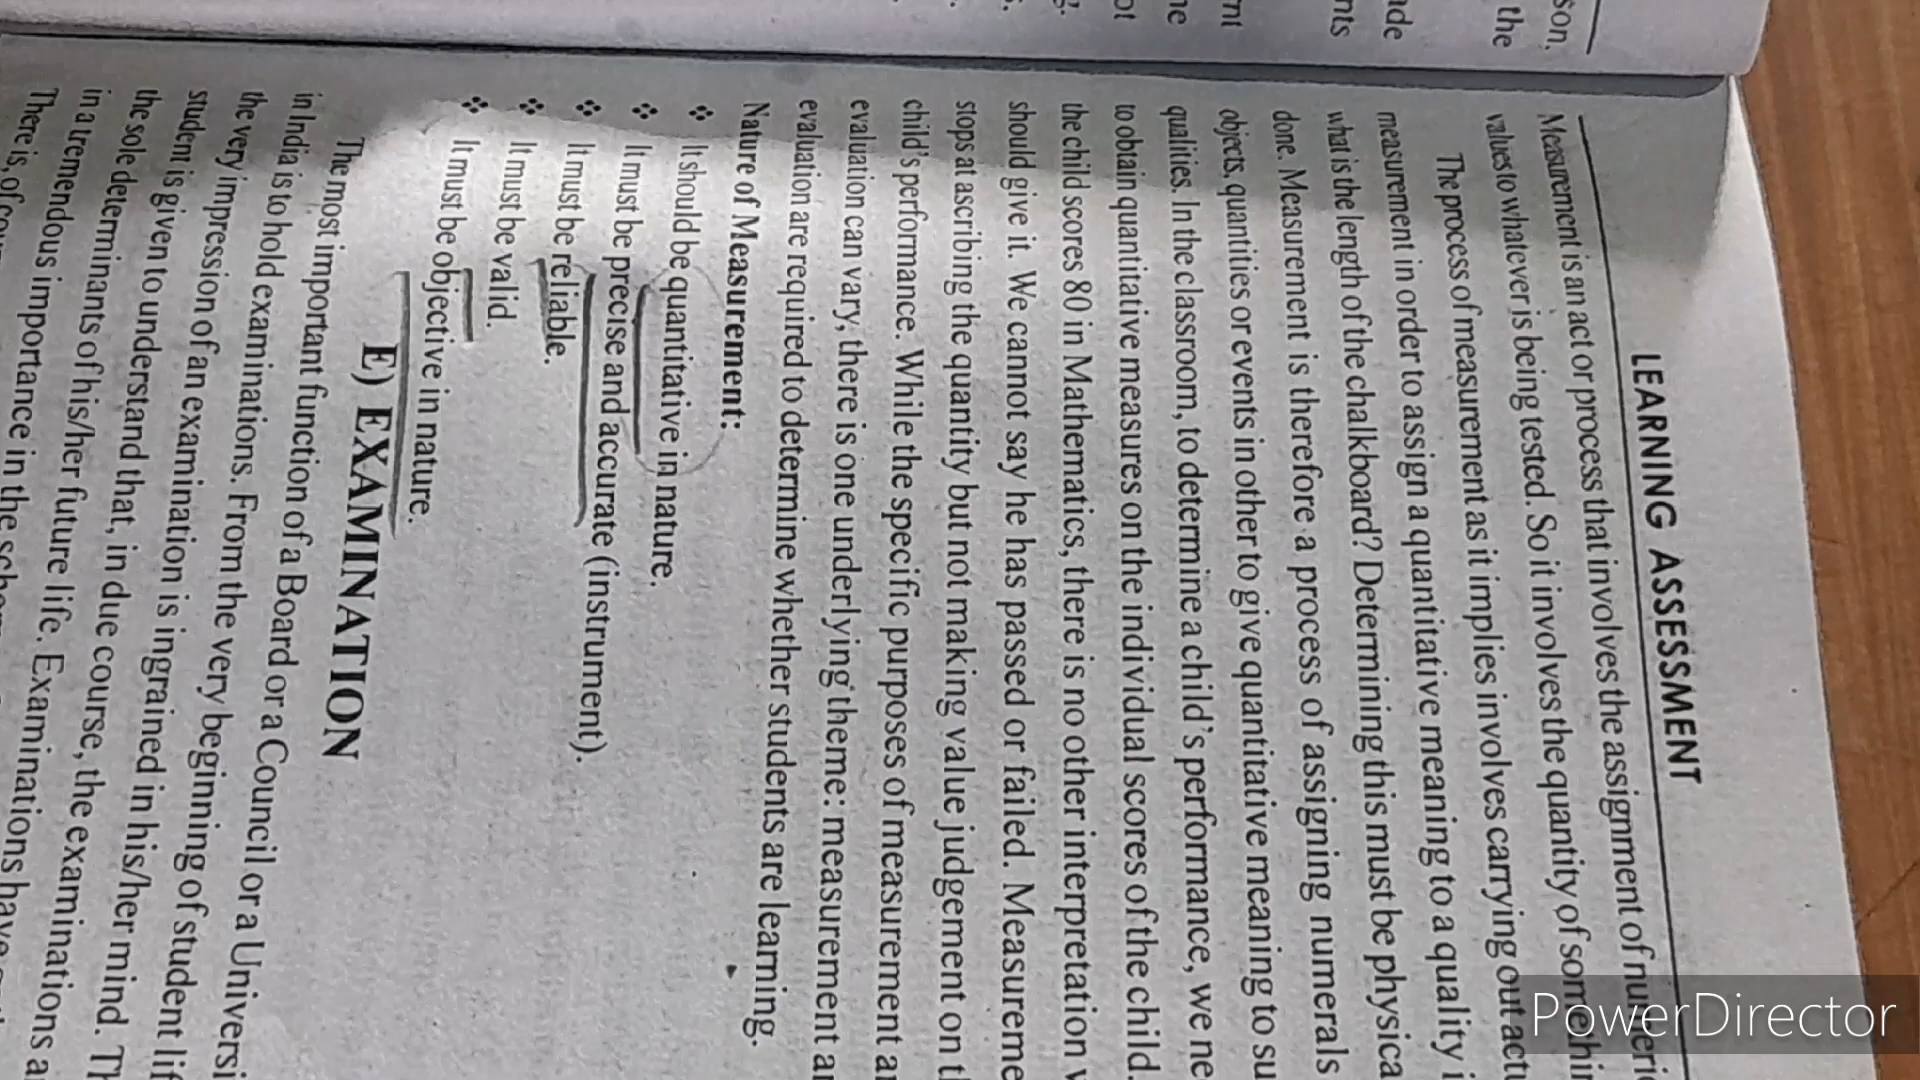 son,
the
ade
nts
nt
ne
ot
g.
LEARNING ASSESSMENT
Measurement is an act or process that involves the assignment of numeri
values to whatever is being tested. So it involves the quantity of somethin
The process of measurement as it implies involves carrying out actu
measurement in order to assign a quantitative meaning to a quality i
what is the length of the chalkboard? Determining this must be physica
done. Measurement is therefore a process of assigning numerals
objects, quantities or events in other to give quantitative meaning to su
qualities. In the classroom, to determine a child's performance, we ne
to obtain quantitative measures on the individual scores of the child.
the child scores 80 in Mathematics, there is no other interpretation
should give it. We cannot say he has passed or failed. Measureme
stops at ascribing the quantity but not making value judgement on t
child's performance. While the specific purposes of measurement a
evaluation can vary, there is one underlying theme: measurement a
evaluation are required to determine whether students are learning.
Nature of Measurement:
❖ It should be quantitative in nature.
❖ It must be precise and accurate (instrument).
❖ It must be reliable.
❖ It must be valid.
❖ It must be objective in nature.
E) EXAMINATION
The most important function of a Board or a Council or a Universi
in India is to hold examinations. From the very beginning of student lif
the very impression of an examination is ingrained in his/her mind. Th
student is given to understand that, in due course, the examinations a
the sole determinants of his/her future life. Examinations have
in a tremendous importance in the
There is, of
PowerDirector